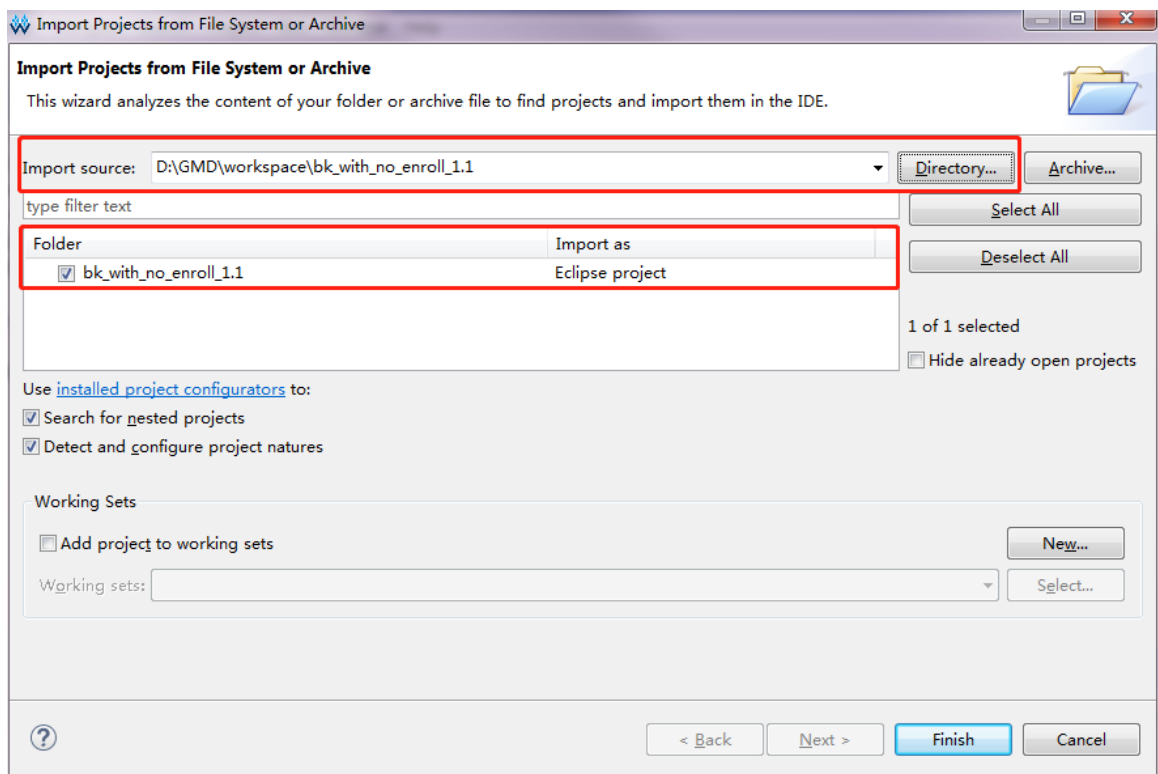 Import Projects from File System or Archive
Import Projects from File System or Archive
This wizard analyzes the content of your folder or archive file to find projects and import them in the IDE.
Import source: D:\GMD\workspace\bk_with_no_enroll_1.1 Directory... Archive...
type filter text Select All
Folder Import as
Deselect All
bk_with_no_enroll_1.1 Eclipse project
1 of 1 selected
Hide already open projects
Use installed project configurators to:
Search for nested projects
Detect and configure project natures
Working Sets
Add project to working sets New...
Working sets: Select...
? < Back Next > Finish Cancel